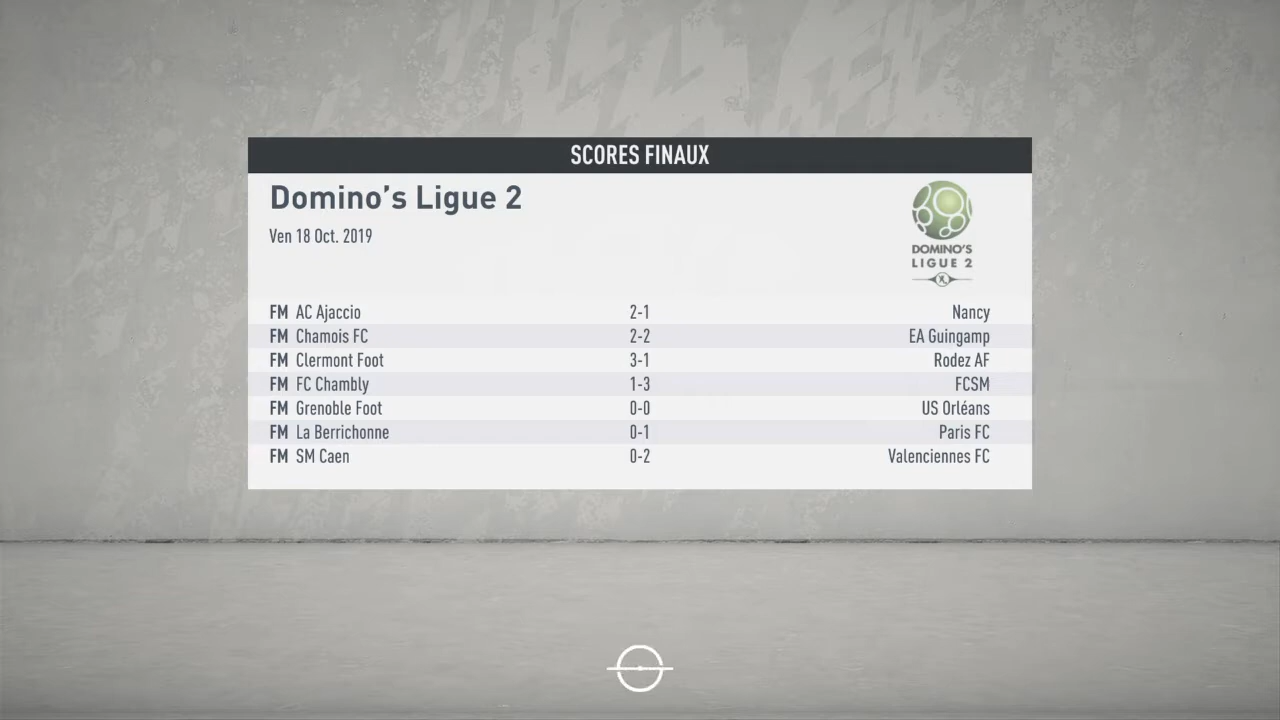 SCORES FINAUX
Domino's Ligue 2
Ven 18 Oct. 2019
DOMINO'S
LIGUE 2
FM AC Ajaccio 2-1 Nancy
FM Chamois FC 2-2 EA Guingamp
FM Clermont Foot 3-1 Rodez AF
FM FC Chambly 1-3 FCSM
FM Grenoble Foot 0-0 US Orléans
FM La Berrichonne 0-1 Paris FC
FM SM Caen 0-2 Valenciennes FC